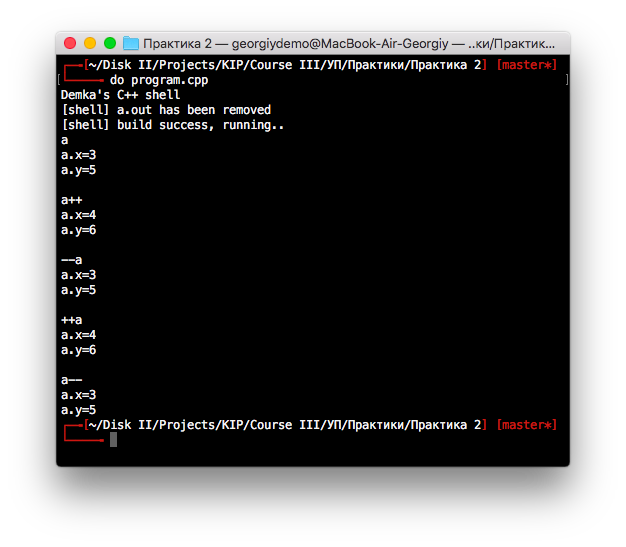 Практика 2 — georgiydemo@MacBook-Air-Georgiy — ..ки/Практик...
[~/Disk II/Projects/KIP/Course III/УП/Практики/Практика 2] [master*]
do program.cpp
Demka's C++ shell
[shell] a.out has been removed
[shell] build success, running..
a
a.x=3
a.y=5
a++
a.x=4
a.y=6
--a
a.x=3
a.y=5
++a
a.x=4
a.y=6
a--
a.x=3
a.y=5
[~/Disk II/Projects/KIP/Course III/УП/Практики/Практика 2] [master*]